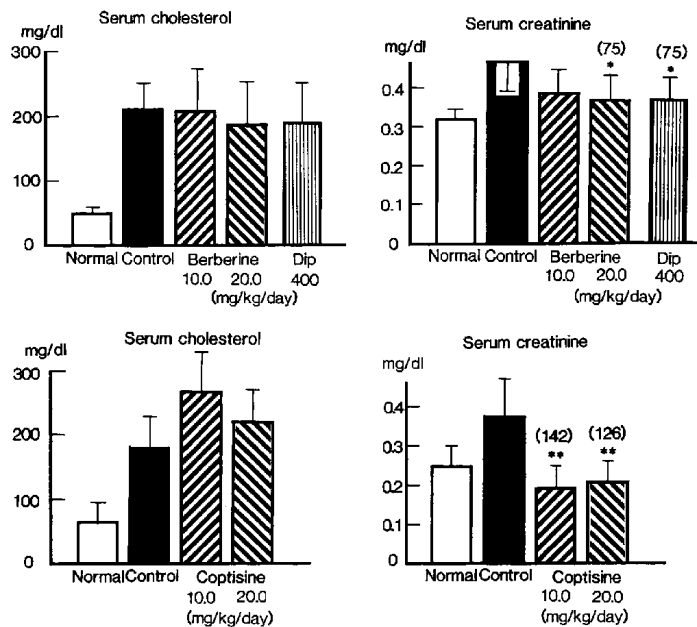 Serum cholesterol
mg/dl
300
200
100
0
Normal Control Berberine Dip
10.0 20.0 400
(mg/kg/day)
Serum creatinine
mg/dl
(75) (75)
* *
0.4
0.3
0.2
0.1
Normal Control Berberine Dip
10.0 20.0 400
(mg/kg/day)
Serum cholesterol
mg/dl
300
200
100
0
Normal Control Coptisine
10.0 20.0
(mg/kg/day)
Serum creatinine
mg/dl
(142) (126)
** **
0.4
0.3
0.2
0.1
0
Normal Control Coptisine
10.0 20.0
(mg/kg/day)